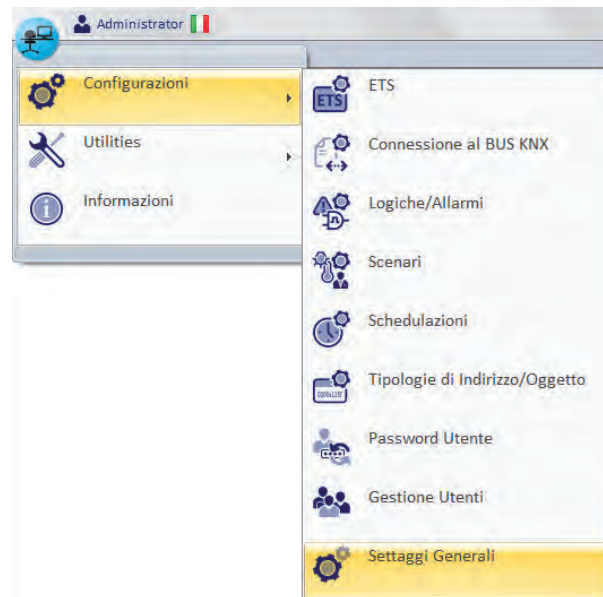 Administrator
Configurazioni
Utilities
Informazioni
ETS
ETS
Connessione al BUS KNX
Logiche/Allarmi
Scenari
Schedulazioni
Tipologie di Indirizzo/Oggetto
Password Utente
Gestione Utenti
Settaggi Generali